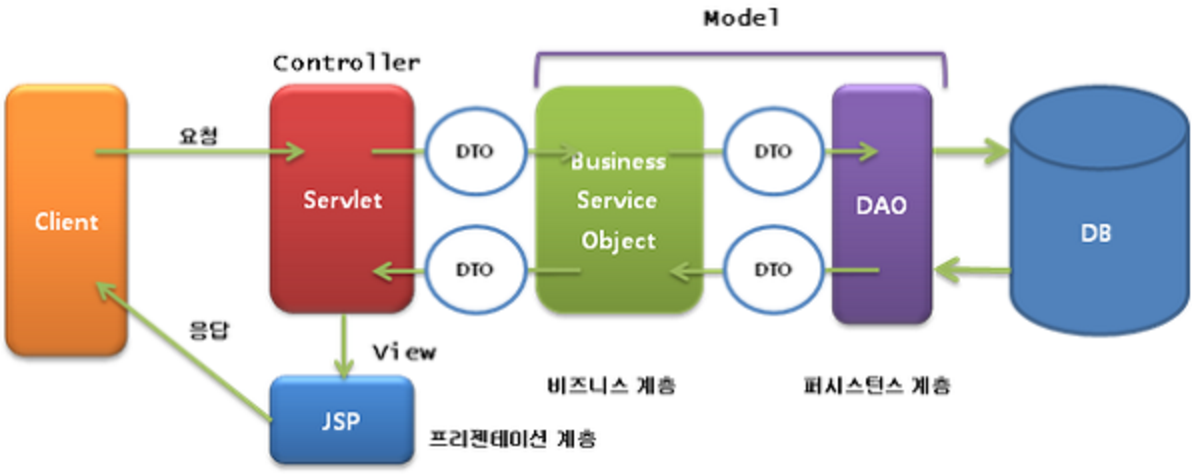 Model
Controller
요청
DTO
DTO
Business
Service
Object
Client
Servlet
DAO
DB
DTO
DTO
응답
View
JSP
비즈니스 계층
퍼시스턴스 계층
프리젠테이션 계층